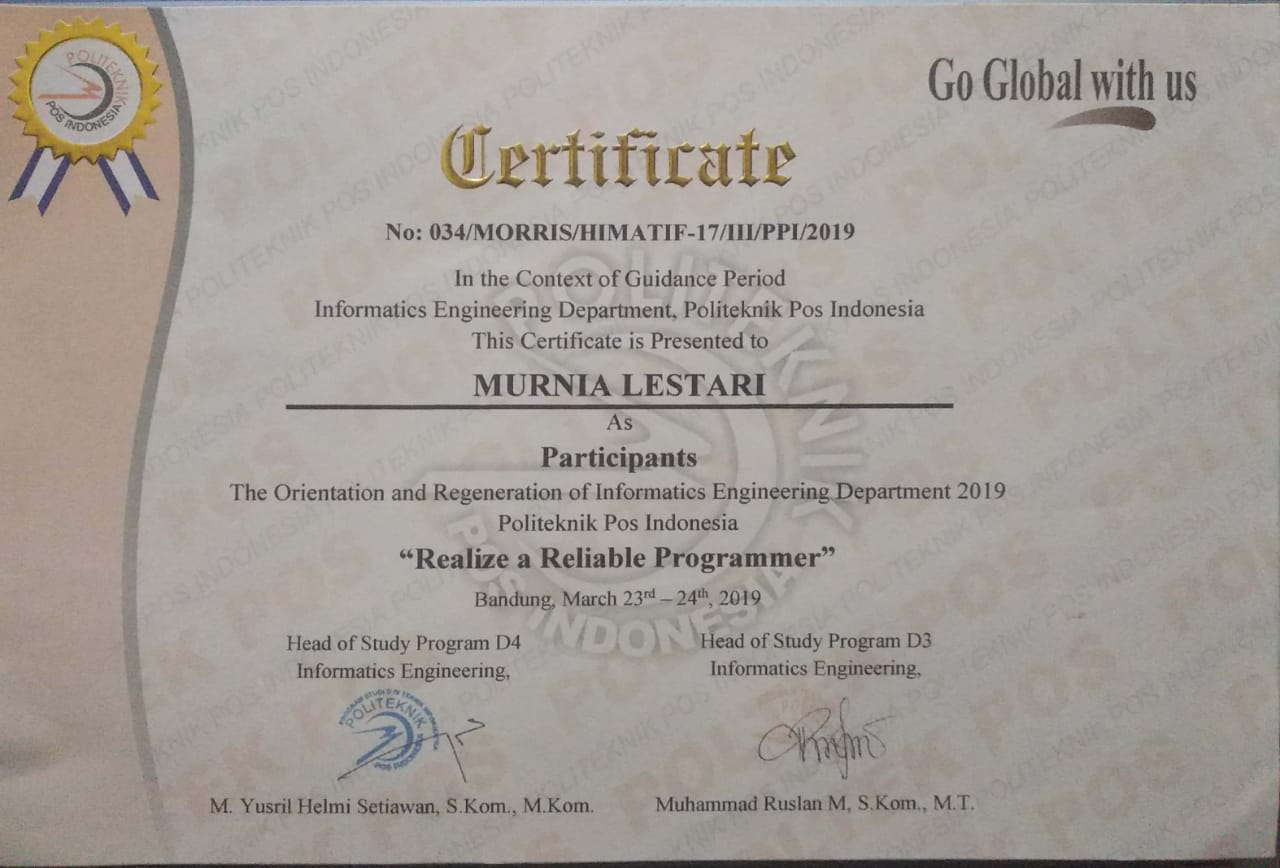 POLITEKNIK
POS INDONESIA
Go Global with us
Certificate
No: 034/MORRIS/HIMATIF-17/III/PPI/2019
In the Context of Guidance Period
Informatics Engineering Department, Politeknik Pos Indonesia
This Certificate is Presented to
MURNIA LESTARI
As
Participants
The Orientation and Regeneration of Informatics Engineering Department 2019
Politeknik Pos Indonesia
“Realize a Reliable Programmer”
Bandung, March 23rd – 24th, 2019
Head of Study Program D4
Informatics Engineering,
Head of Study Program D3
Informatics Engineering,
POLITEKNIK
POS INDONESIA
M. Yusril Helmi Setiawan, S.Kom., M.Kom.
Muhammad Ruslan M, S.Kom., M.T.